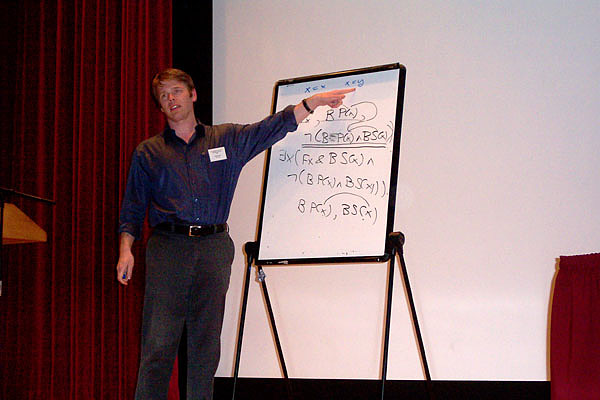 x = x x = y
x, B P(x),
¬(B P(x) ∧ B S(x))
∃x(Fx & B S(x) ∧
¬(B P(x) ∧ B S(x)))
B P(x), B S(x)